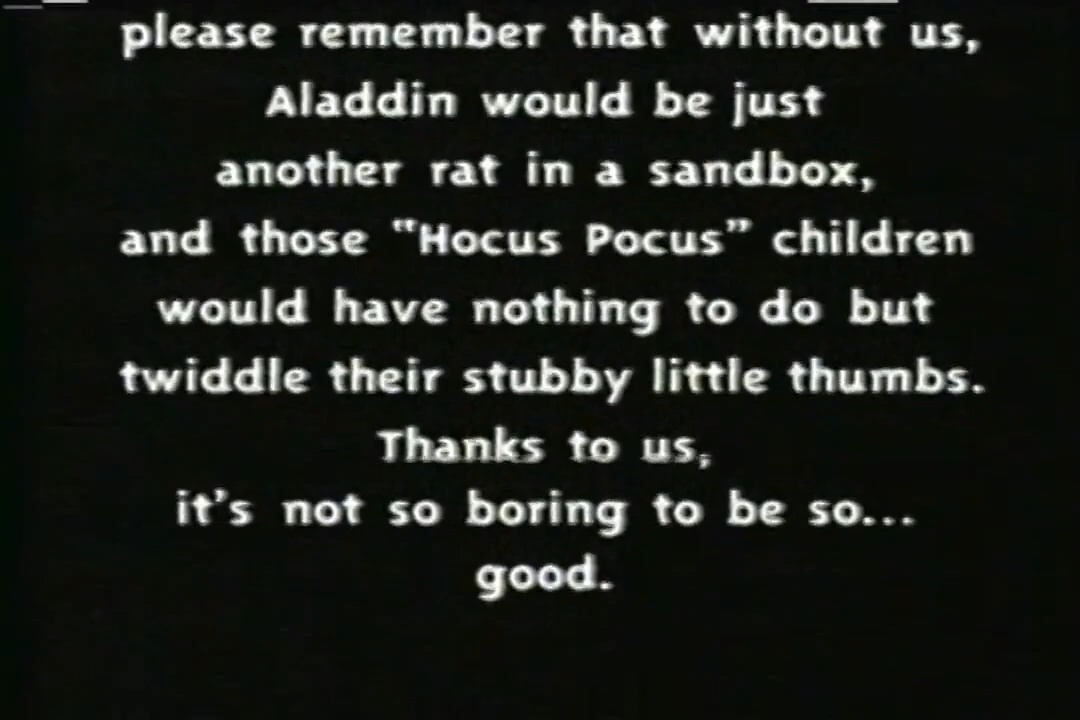 please remember that without us,
Aladdin would be just
another rat in a sandbox,
and those “Hocus Pocus” children
would have nothing to do but
twiddle their stubby little thumbs.
Thanks to us,
it's not so boring to be so...
good.